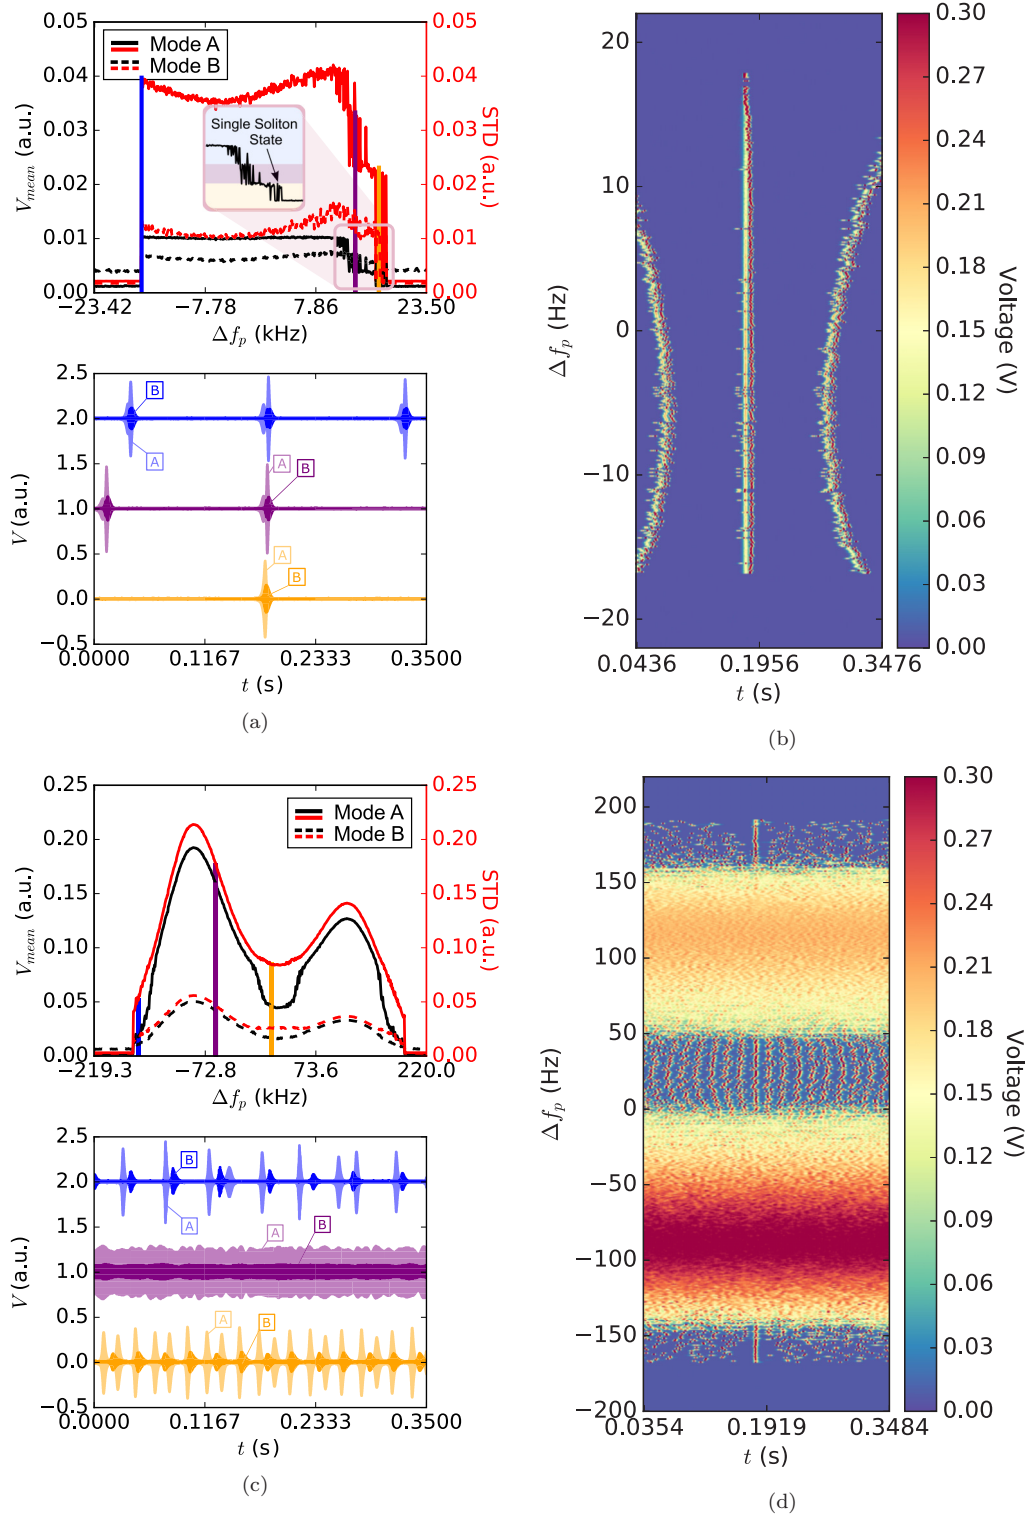 0.05
0.04
0.03
0.02
0.01
0.00
V_mean (a.u.)
Mode A
Mode B
Single Soliton
State
0.05
0.04
0.03
0.02
0.01
0.00
STD (a.u.)
−23.42 −7.78 7.86 23.50
Δf_p (kHz)
2.5
2.0
1.5
1.0
0.5
0.0
−0.5
V (a.u.)
B
A
A
B
A
B
0.0000 0.1167 0.2333 0.3500
t (s)
(a)
20
10
0
−10
−20
Δf_p (Hz)
0.0436 0.1956 0.3476
t (s)
0.30
0.27
0.24
0.21
0.18
0.15
0.12
0.09
0.06
0.03
0.00
Voltage (V)
(b)
0.25
0.20
0.15
0.10
0.05
0.00
V_mean (a.u.)
Mode A
Mode B
0.25
0.20
0.15
0.10
0.05
0.00
STD (a.u.)
−219.3 −72.8 73.6 220.0
Δf_p (kHz)
2.5
2.0
1.5
1.0
0.5
0.0
−0.5
V (a.u.)
B
A
A
B
A
B
0.0000 0.1167 0.2333 0.3500
t (s)
(c)
200
150
100
50
0
−50
−100
−150
−200
Δf_p (Hz)
0.0354 0.1919 0.3484
t (s)
0.30
0.27
0.24
0.21
0.18
0.15
0.12
0.09
0.06
0.03
0.00
Voltage (V)
(d)